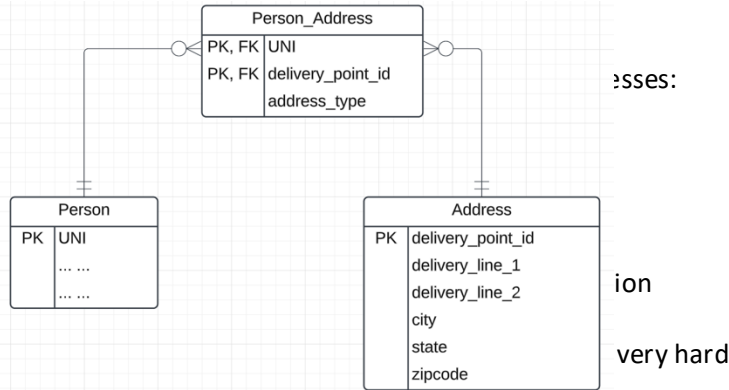 Person_Address
PK, FK UNI
PK, FK delivery_point_id
address_type
esses:
Person
PK UNI
... ...
... ...
Address
PK delivery_point_id
delivery_line_1
delivery_line_2
city
state
zipcode
ion
very hard